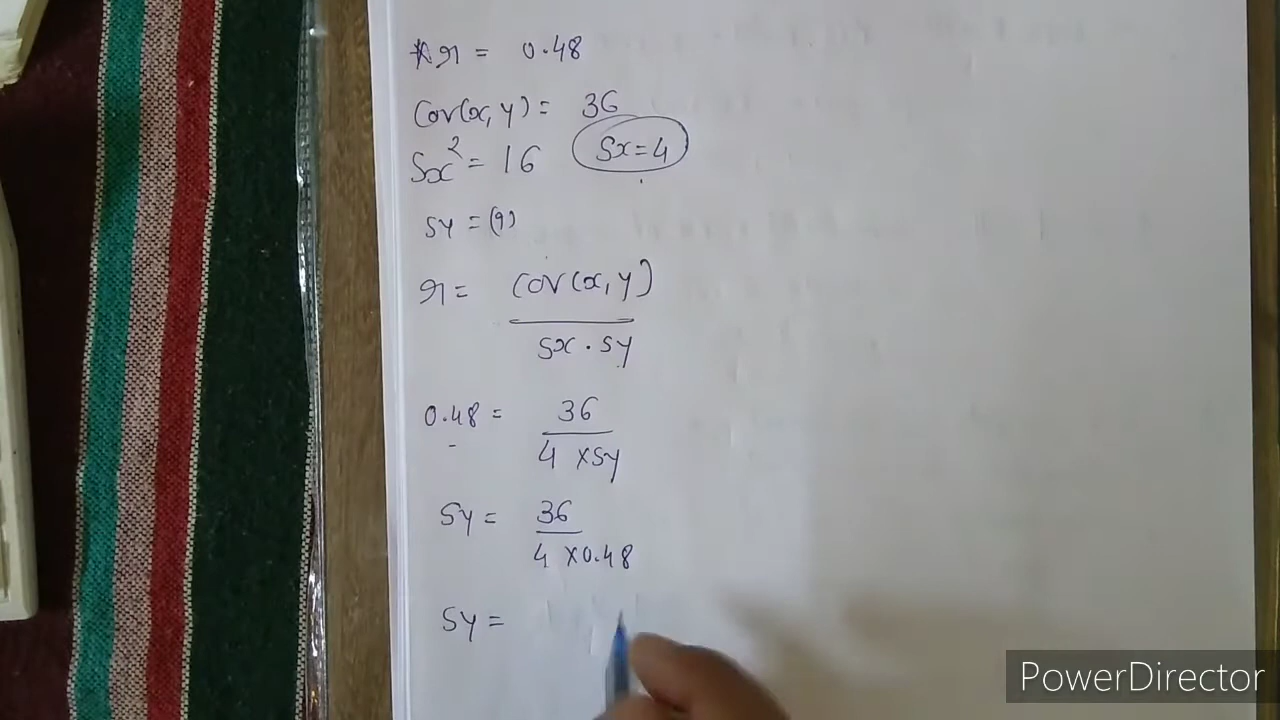 r = 0.48
Cov(x, y) = 36
Sx² = 16 Sx = 4
Sy = (?)
r = Cov(x, y)
Sx . Sy
0.48 = 36
4 × Sy
Sy = 36
4 × 0.48
Sy =
PowerDirector